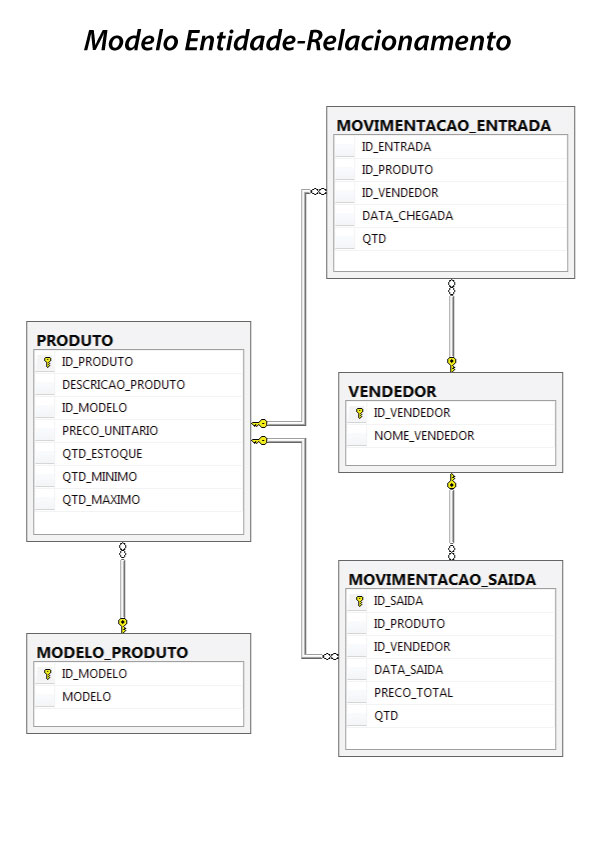 Modelo Entidade-Relacionamento
MOVIMENTACAO_ENTRADA
ID_ENTRADA
ID_PRODUTO
ID_VENDEDOR
DATA_CHEGADA
QTD
PRODUTO
ID_PRODUTO
DESCRICAO_PRODUTO
ID_MODELO
PRECO_UNITARIO
QTD_ESTOQUE
QTD_MINIMO
QTD_MAXIMO
VENDEDOR
ID_VENDEDOR
NOME_VENDEDOR
MOVIMENTACAO_SAIDA
ID_SAIDA
ID_PRODUTO
ID_VENDEDOR
DATA_SAIDA
PRECO_TOTAL
QTD
MODELO_PRODUTO
ID_MODELO
MODELO